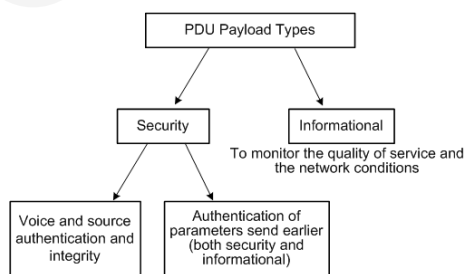 PDU Payload Types
Security
Informational
To monitor the quality of service and
the network conditions
Voice and source
authentication and
integrity
Authentication of
parameters send earlier
(both security and
informational)